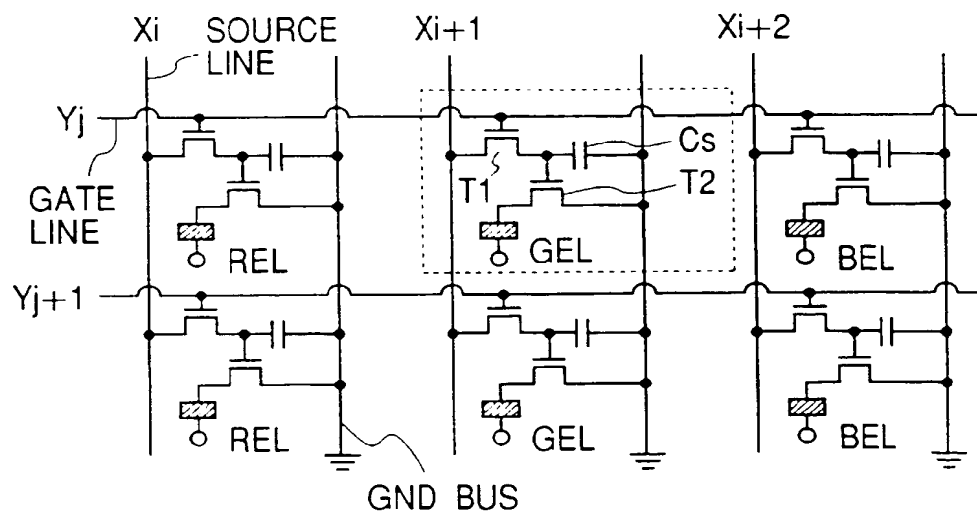 Xi SOURCE LINE Xi+1 Xi+2
Yj
Cs
T1 T2
GATE LINE
REL GEL BEL
Yj+1
REL GEL BEL
GND BUS